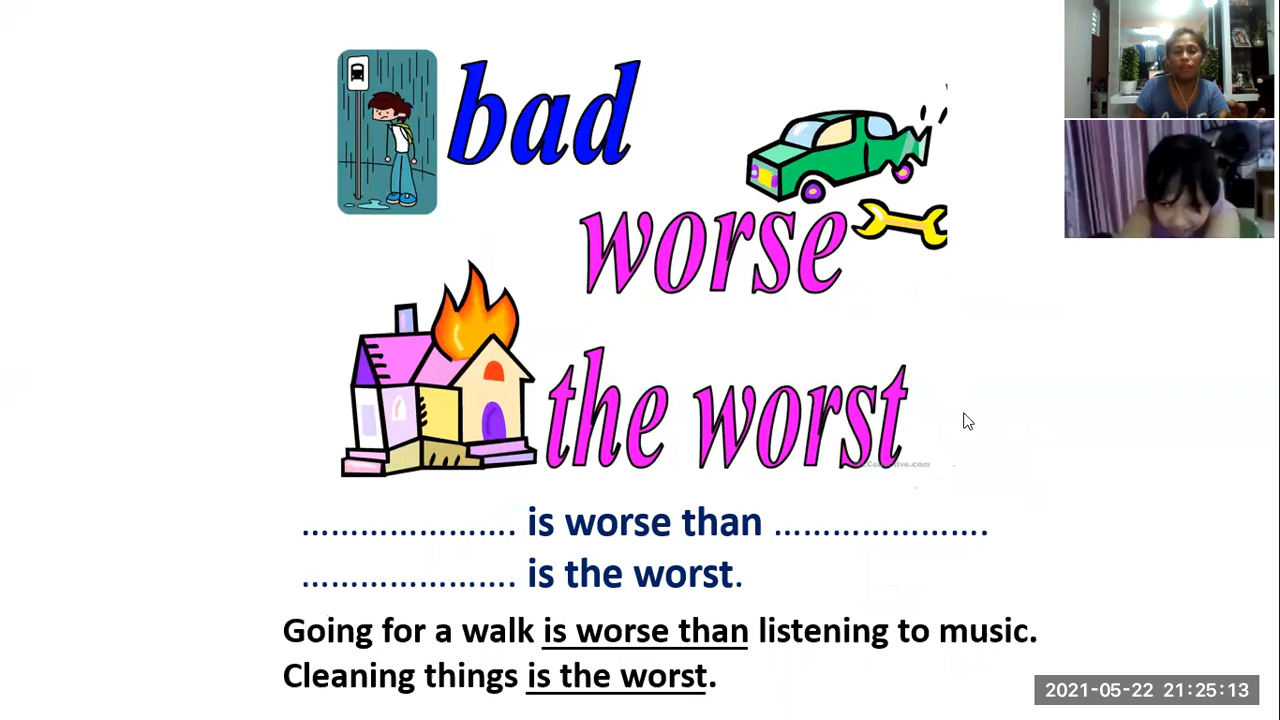 bad
worse
the worst
………………… is worse than …………………
………………… is the worst.
Going for a walk is worse than listening to music.
Cleaning things is the worst.
2021-05-22 21:25:13